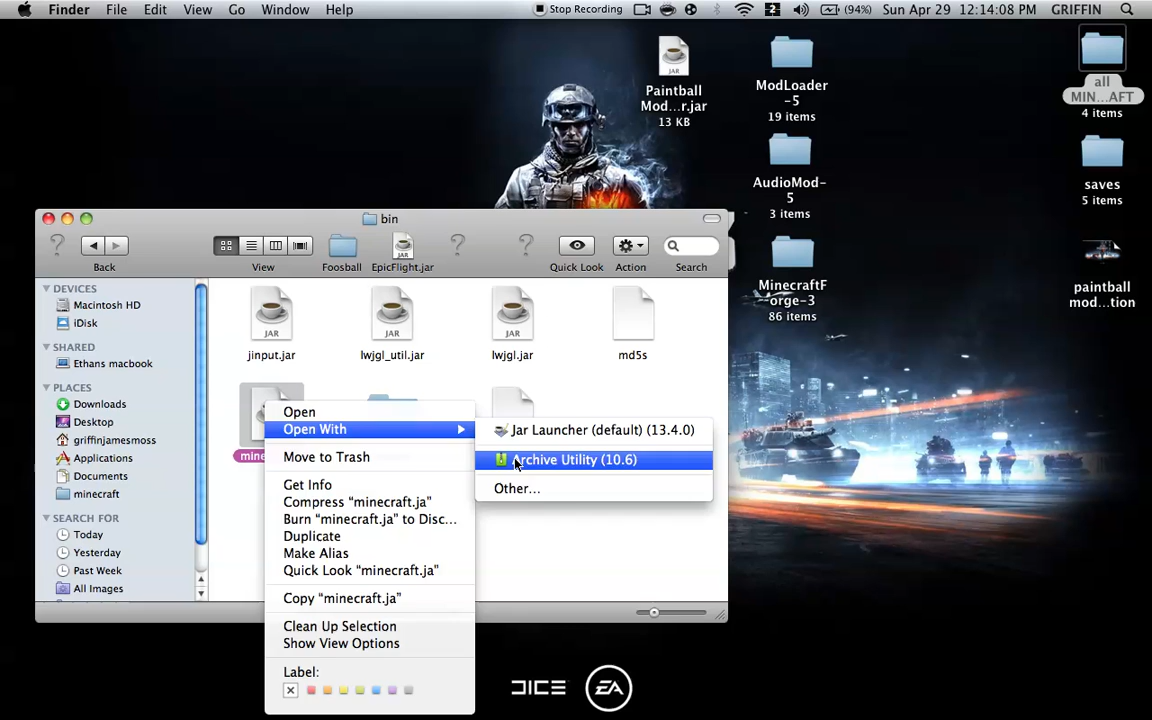 Finder File Edit View Go Window Help Stop Recording (94%) Sun Apr 29 12:14:08 PM GRIFFIN
JAR
Paintball
Mod...r.jar
13 KB
ModLoader
-5
19 items
all
MIN...AFT
4 items
AudioMod-
5
3 items
saves
5 items
MinecraftF
orge-3
86 items
paintball
mod...tion
bin
Back
View
Foosball
EpicFlight.jar
Quick Look
Action
Search
DEVICES
Macintosh HD
iDisk
SHARED
Ethans macbook
PLACES
Downloads
Desktop
griffinjamesmoss
Applications
minecraft
SEARCH FOR
Today
Yesterday
Past Week
All Images
JAR
jinput.jar
JAR
lwjgl_util.jar
JAR
lwjgl.jar
md5s
mine
Open
Open With
Move to Trash
Get Info
Compress “minecraft.ja”
Burn “minecraft.ja” to Disc...
Duplicate
Make Alias
Quick Look “minecraft.ja”
Copy “minecraft.ja”
Clean Up Selection
Show View Options
Label:
Jar Launcher (default) (13.4.0)
Archive Utility (10.6)
Other...
DICE EA